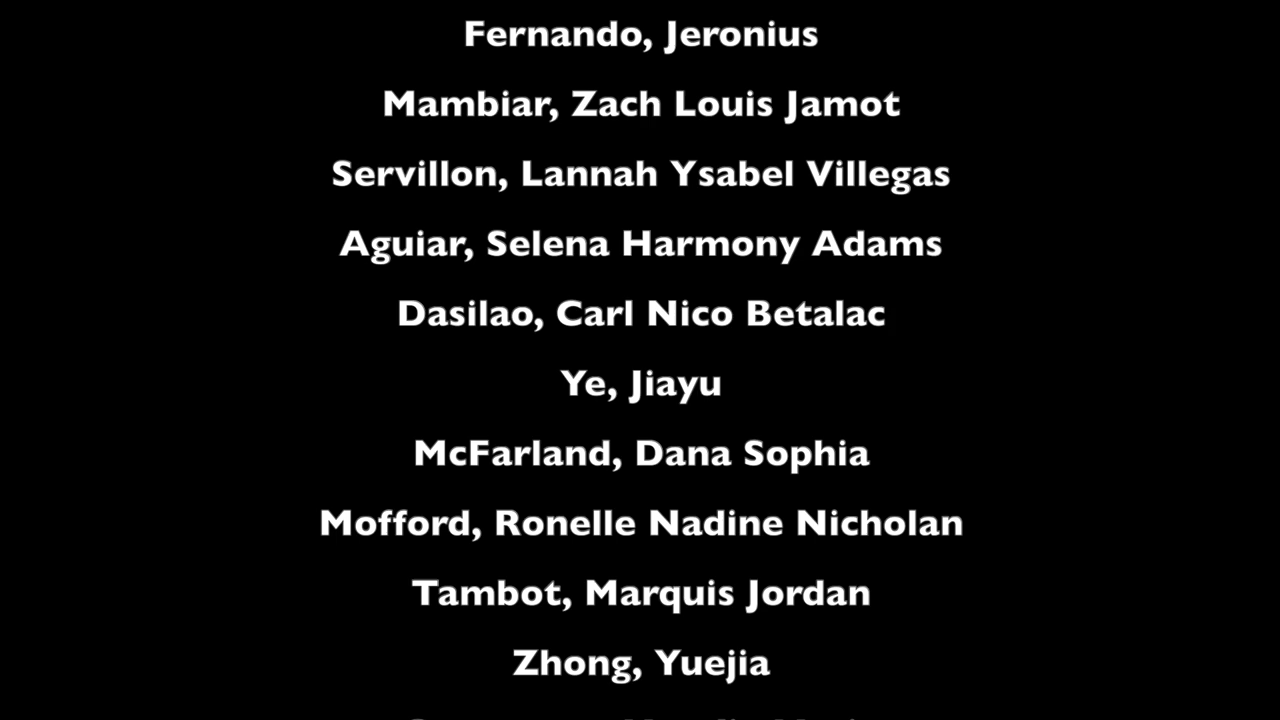 Fernando, Jeronius
Mambiar, Zach Louis Jamot
Servillon, Lannah Ysabel Villegas
Aguiar, Selena Harmony Adams
Dasilao, Carl Nico Betalac
Ye, Jiayu
McFarland, Dana Sophia
Mofford, Ronelle Nadine Nicholan
Tambot, Marquis Jordan
Zhong, Yuejia